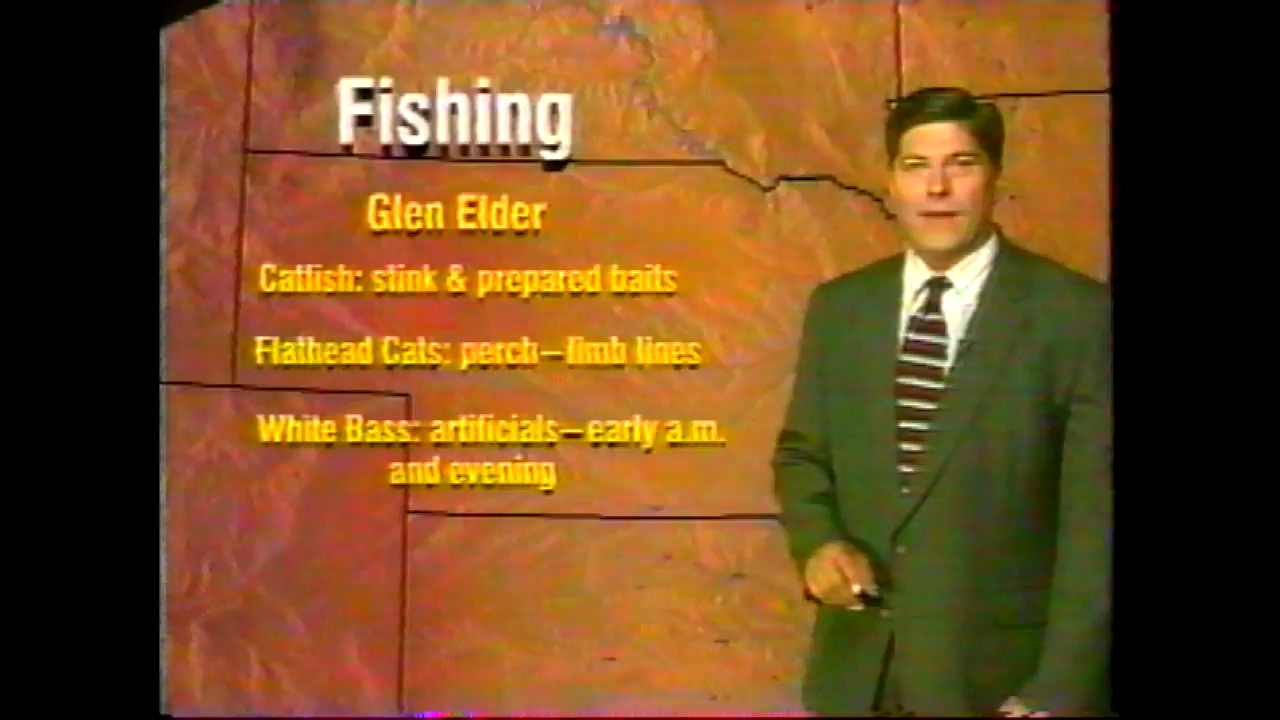 Fishing
Glen Elder
Catfish: stink & prepared baits
Flathead Cats: perch–limb lines
White Bass: artificials–early a.m.
and evening